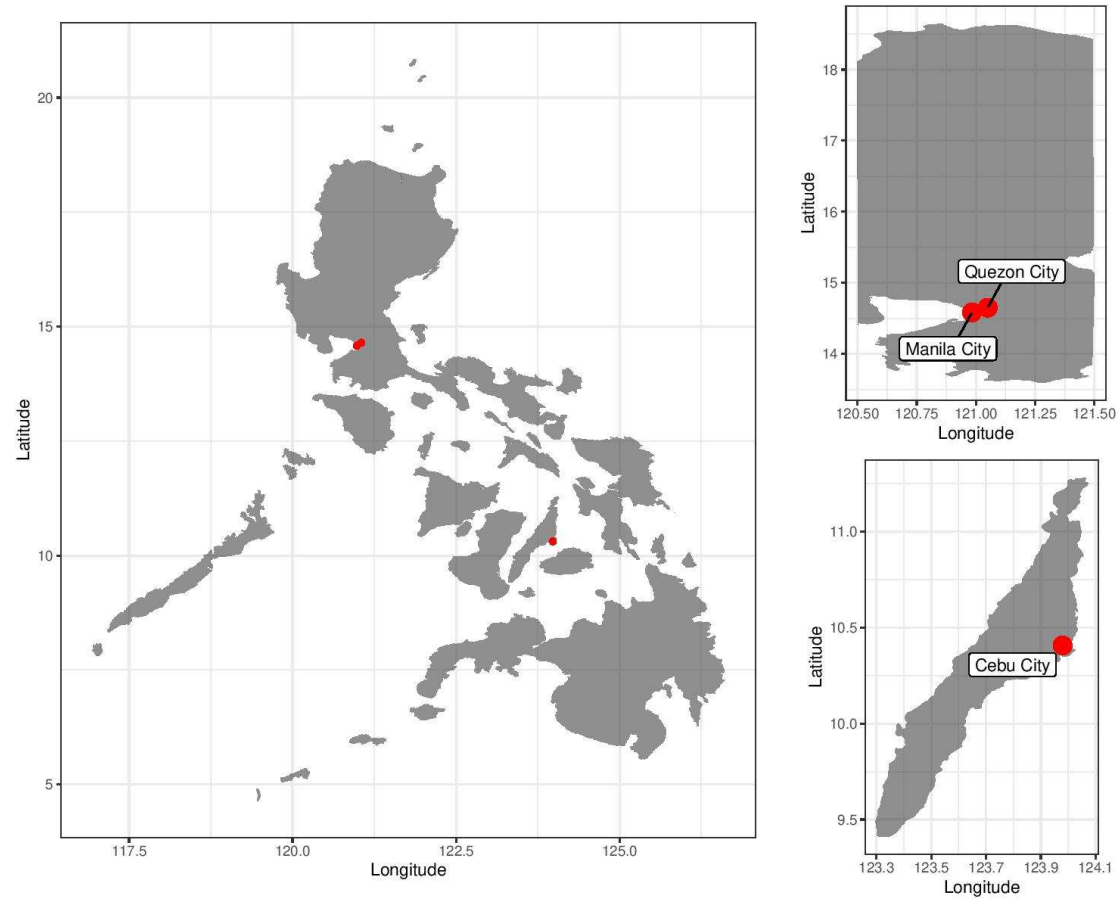 20
15
10
5
Latitude
117.5 120.0 122.5 125.0
Longitude
18
17
16
15
14
Latitude
Quezon City
Manila City
120.50 120.75 121.00 121.25 121.50
Longitude
11.0
10.5
10.0
9.5
Latitude
Cebu City
123.3 123.5 123.7 123.9 124.1
Longitude